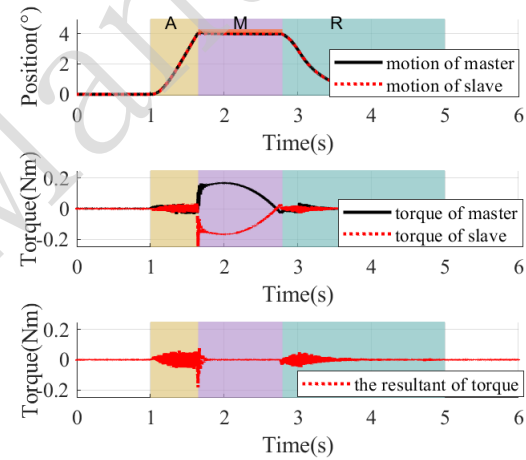 A M R
Position(°)
4
2
0
motion of master
motion of slave
0 1 2 3 4 5 6
Time(s)
Torque(Nm)
0.2
0
-0.2
torque of master
torque of slave
0 1 2 3 4 5 6
Time(s)
Torque(Nm)
0.2
0
-0.2
the resultant of torque
0 1 2 3 4 5 6
Time(s)